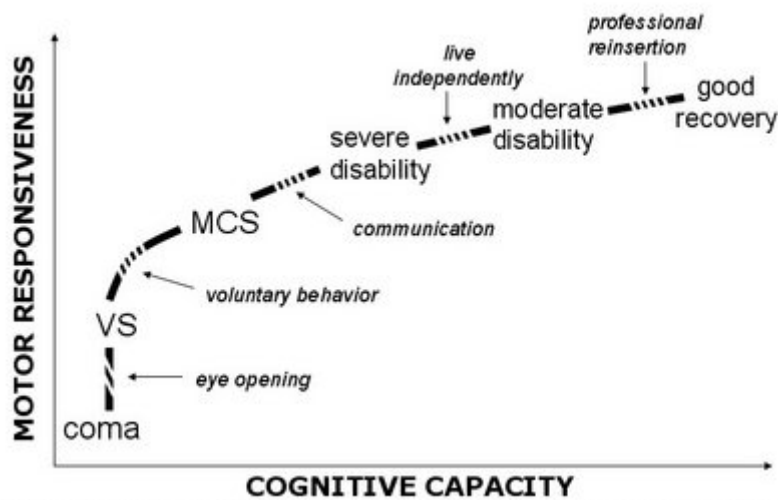 professional
reinsertion
live
independently
good
recovery
moderate
disability
severe
disability
MCS
communication
voluntary behavior
VS
eye opening
coma
MOTOR RESPONSIVENESS
COGNITIVE CAPACITY